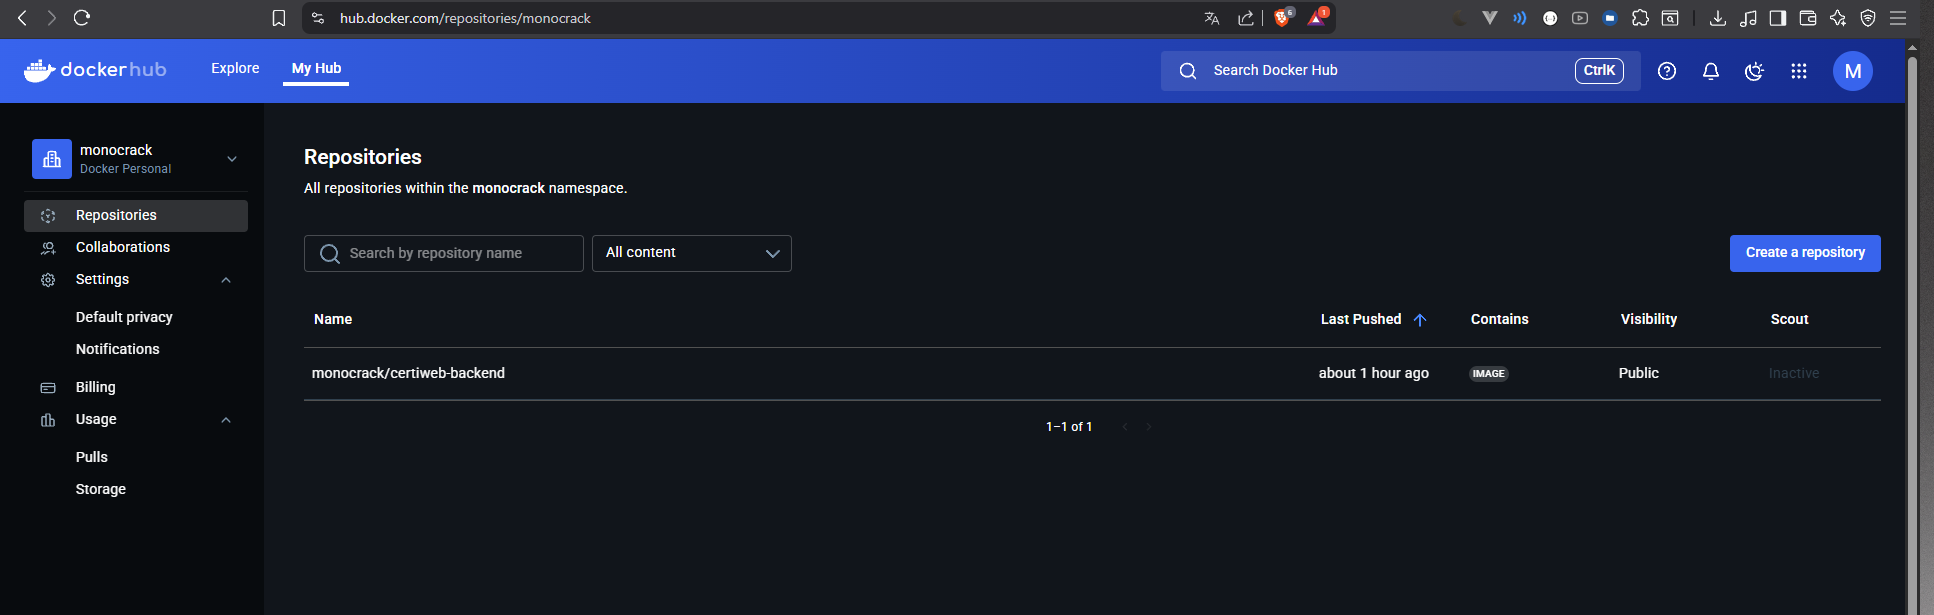 hub.docker.com/repositories/monocrack
6
1
dockerhub
Explore
My Hub
Search Docker Hub
CtrlK
M
monocrack
Docker Personal
Repositories
Collaborations
Settings
Default privacy
Notifications
Billing
Usage
Pulls
Storage
Repositories
All repositories within the monocrack namespace.
Search by repository name
All content
Create a repository
Name Last Pushed Contains Visibility Scout
monocrack/certiweb-backend about 1 hour ago IMAGE Public Inactive
1–1 of 1